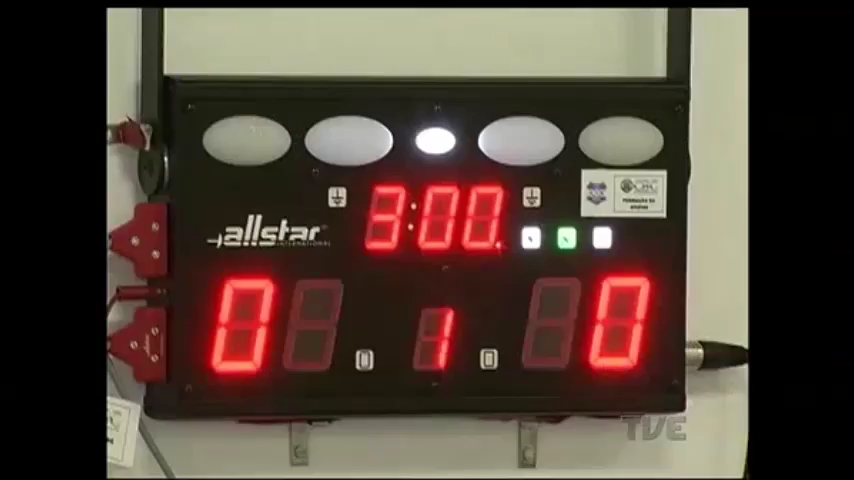 3:00
allstar
INTERNATIONAL
0 1 0
TVE